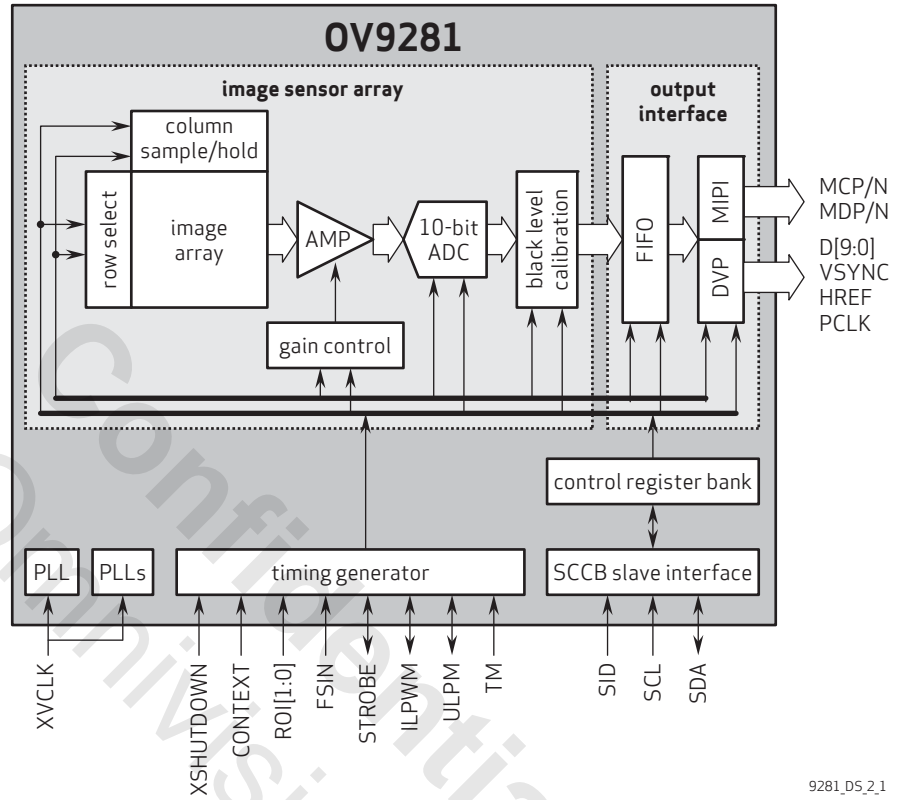 OV9281
image sensor array
output
interface
column
sample/hold
row select
image
array
AMP
10-bit
ADC
black level
calibration
FIFO
MIPI
DVP
MCP/N
MDP/N
D[9:0]
VSYNC
HREF
PCLK
gain control
control register bank
PLL
PLLs
timing generator
SCCB slave interface
XVCLK
XSHUTDOWN
CONTEXT
ROI[1:0]
FSIN
STROBE
ILPWM
ULPM
TM
SID
SCL
SDA
Confidential
Omnivisi
9281_DS_2_1